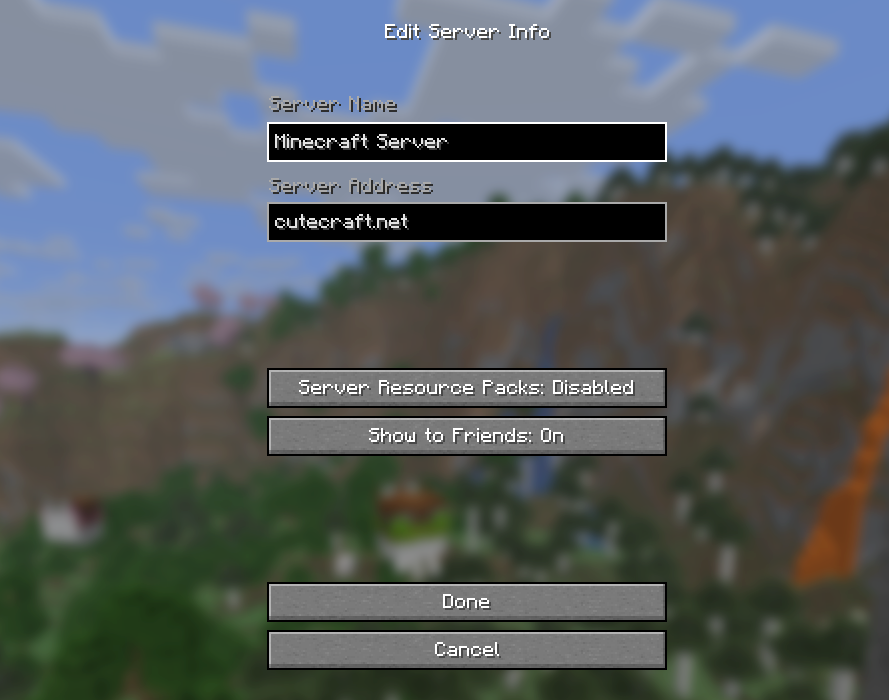 Edit Server Info
Server Name
Minecraft Server
Server Address
cutecraft.net
Server Resource Packs: Disabled
Show to Friends: On
Done
Cancel